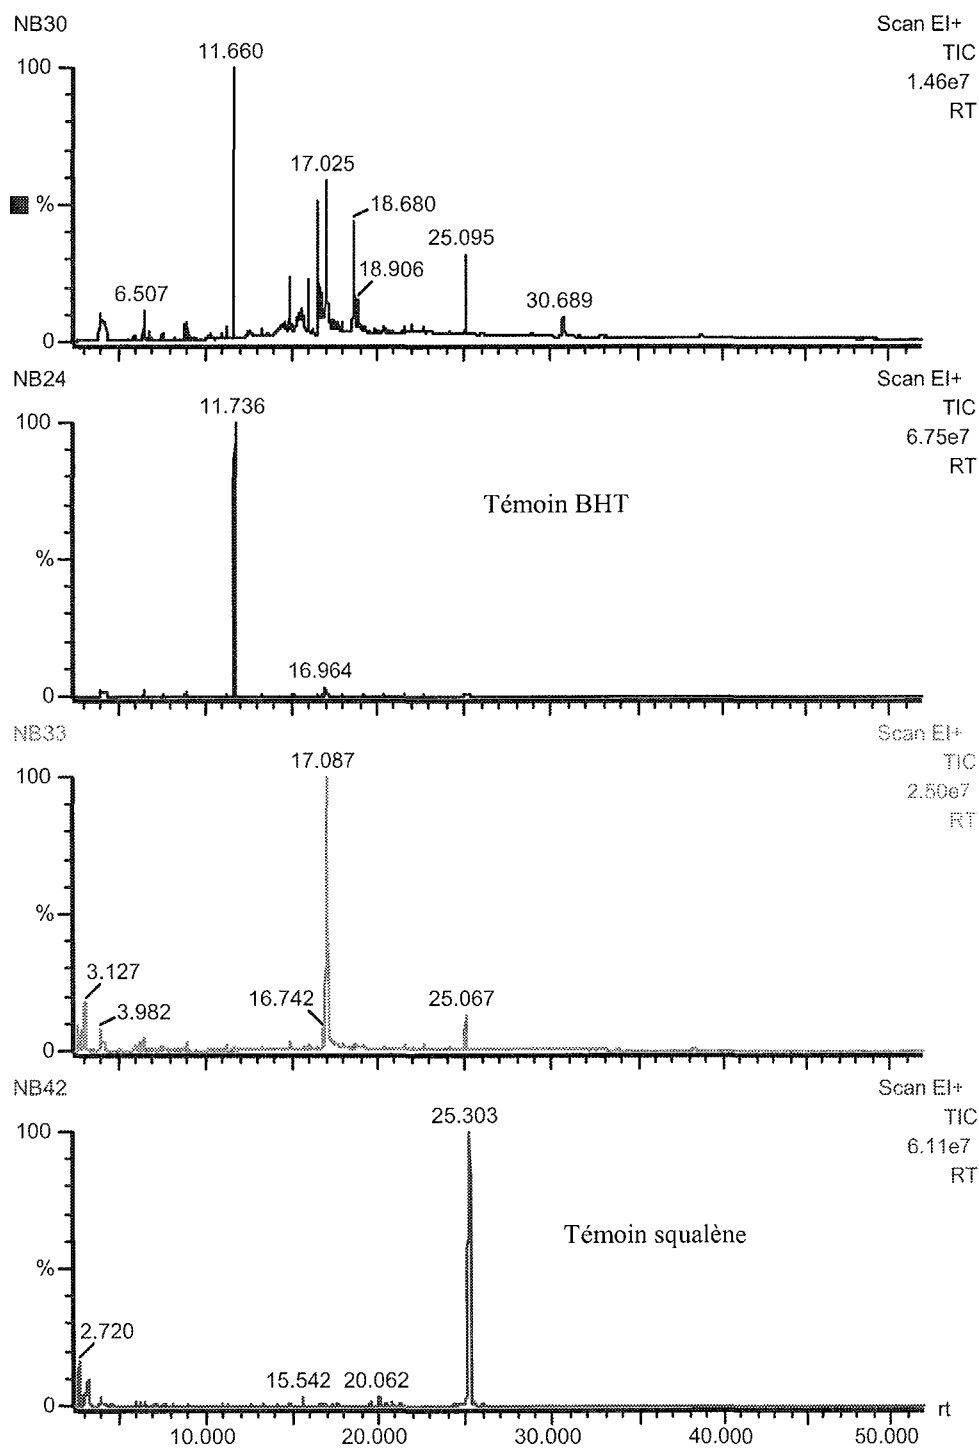 NB30
Scan EI+
TIC
1.46e7
RT
100
%
0
11.660
17.025
18.680
25.095
18.906
6.507
30.689
NB24
Scan EI+
TIC
6.75e7
RT
100
%
0
11.736
Témoin BHT
16.964
NB33
Scan EI+
TIC
2.50e7
RT
100
%
0
17.087
3.127
3.982
16.742
25.067
NB42
Scan EI+
TIC
6.11e7
RT
100
%
0
25.303
Témoin squalène
2.720
15.542
20.062
rt
10.000
20.000
30.000
40.000
50.000